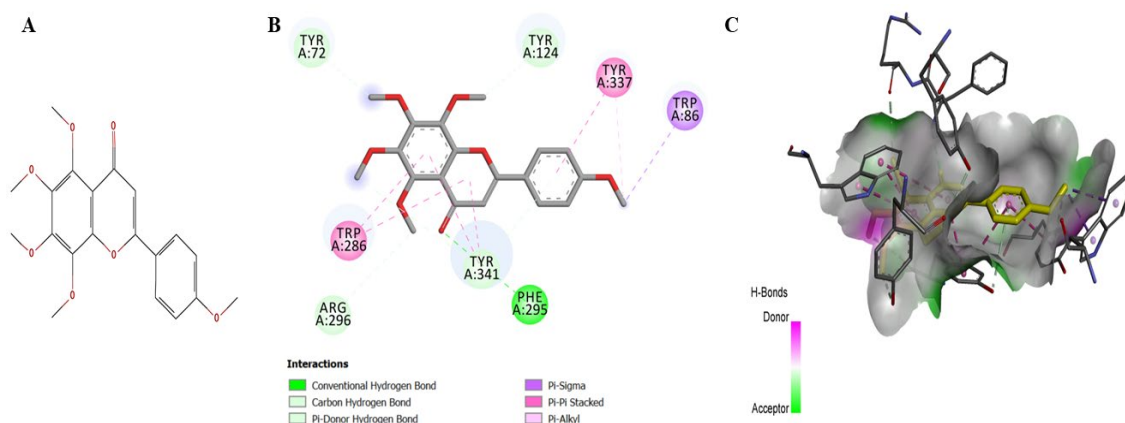 A
O
O
O
O
O
O
O
O
B
TYR
A:72
TYR
A:124
TYR
A:337
TRP
A:86
TRP
A:286
TYR
A:341
ARG
A:296
PHE
A:295
Interactions
Conventional Hydrogen Bond
Carbon Hydrogen Bond
Pi-Donor Hydrogen Bond
Pi-Sigma
Pi-Pi Stacked
Pi-Alkyl
C
H-Bonds
Donor
Acceptor